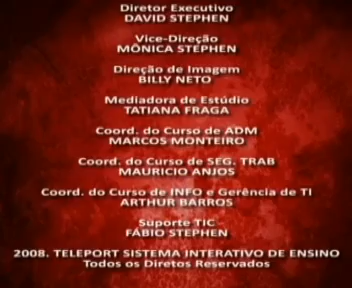 Diretor Executivo
DAVID STEPHEN
Vice-Direção
MÔNICA STEPHEN
Direção de Imagem
BILLY NETO
Mediadora de Estúdio
TATIANA FRAGA
Coord. do Curso de ADM
MARCOS MONTEIRO
Coord. do Curso de SEG. TRAB
MAURICIO ANJOS
Coord. do Curso de INFO e Gerência de TI
ARTHUR BARROS
Suporte TIC
FÁBIO STEPHEN
2008. TELEPORT SISTEMA INTERATIVO DE ENSINO
Todos os Diretos Reservados